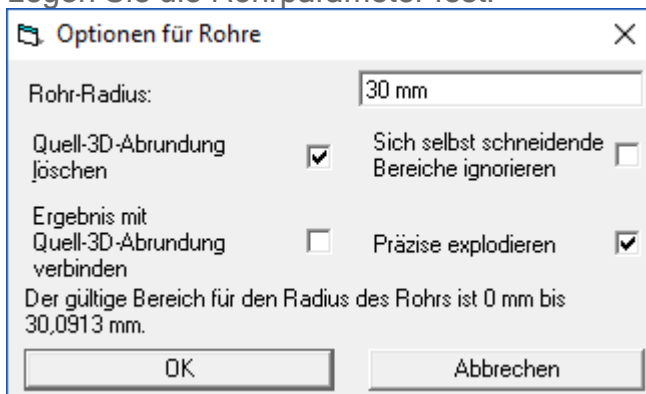 Legen Sie die Rohrparameter fest.
Optionen für Rohre
Rohr-Radius:
30 mm
Quell-3D-Abrundung
löschen
Sich selbst schneidende
Bereiche ignorieren
Ergebnis mit
Quell-3D-Abrundung
verbinden
Präzise explodieren
Der gültige Bereich für den Radius des Rohrs ist 0 mm bis
30,0913 mm.
OK
Abbrechen